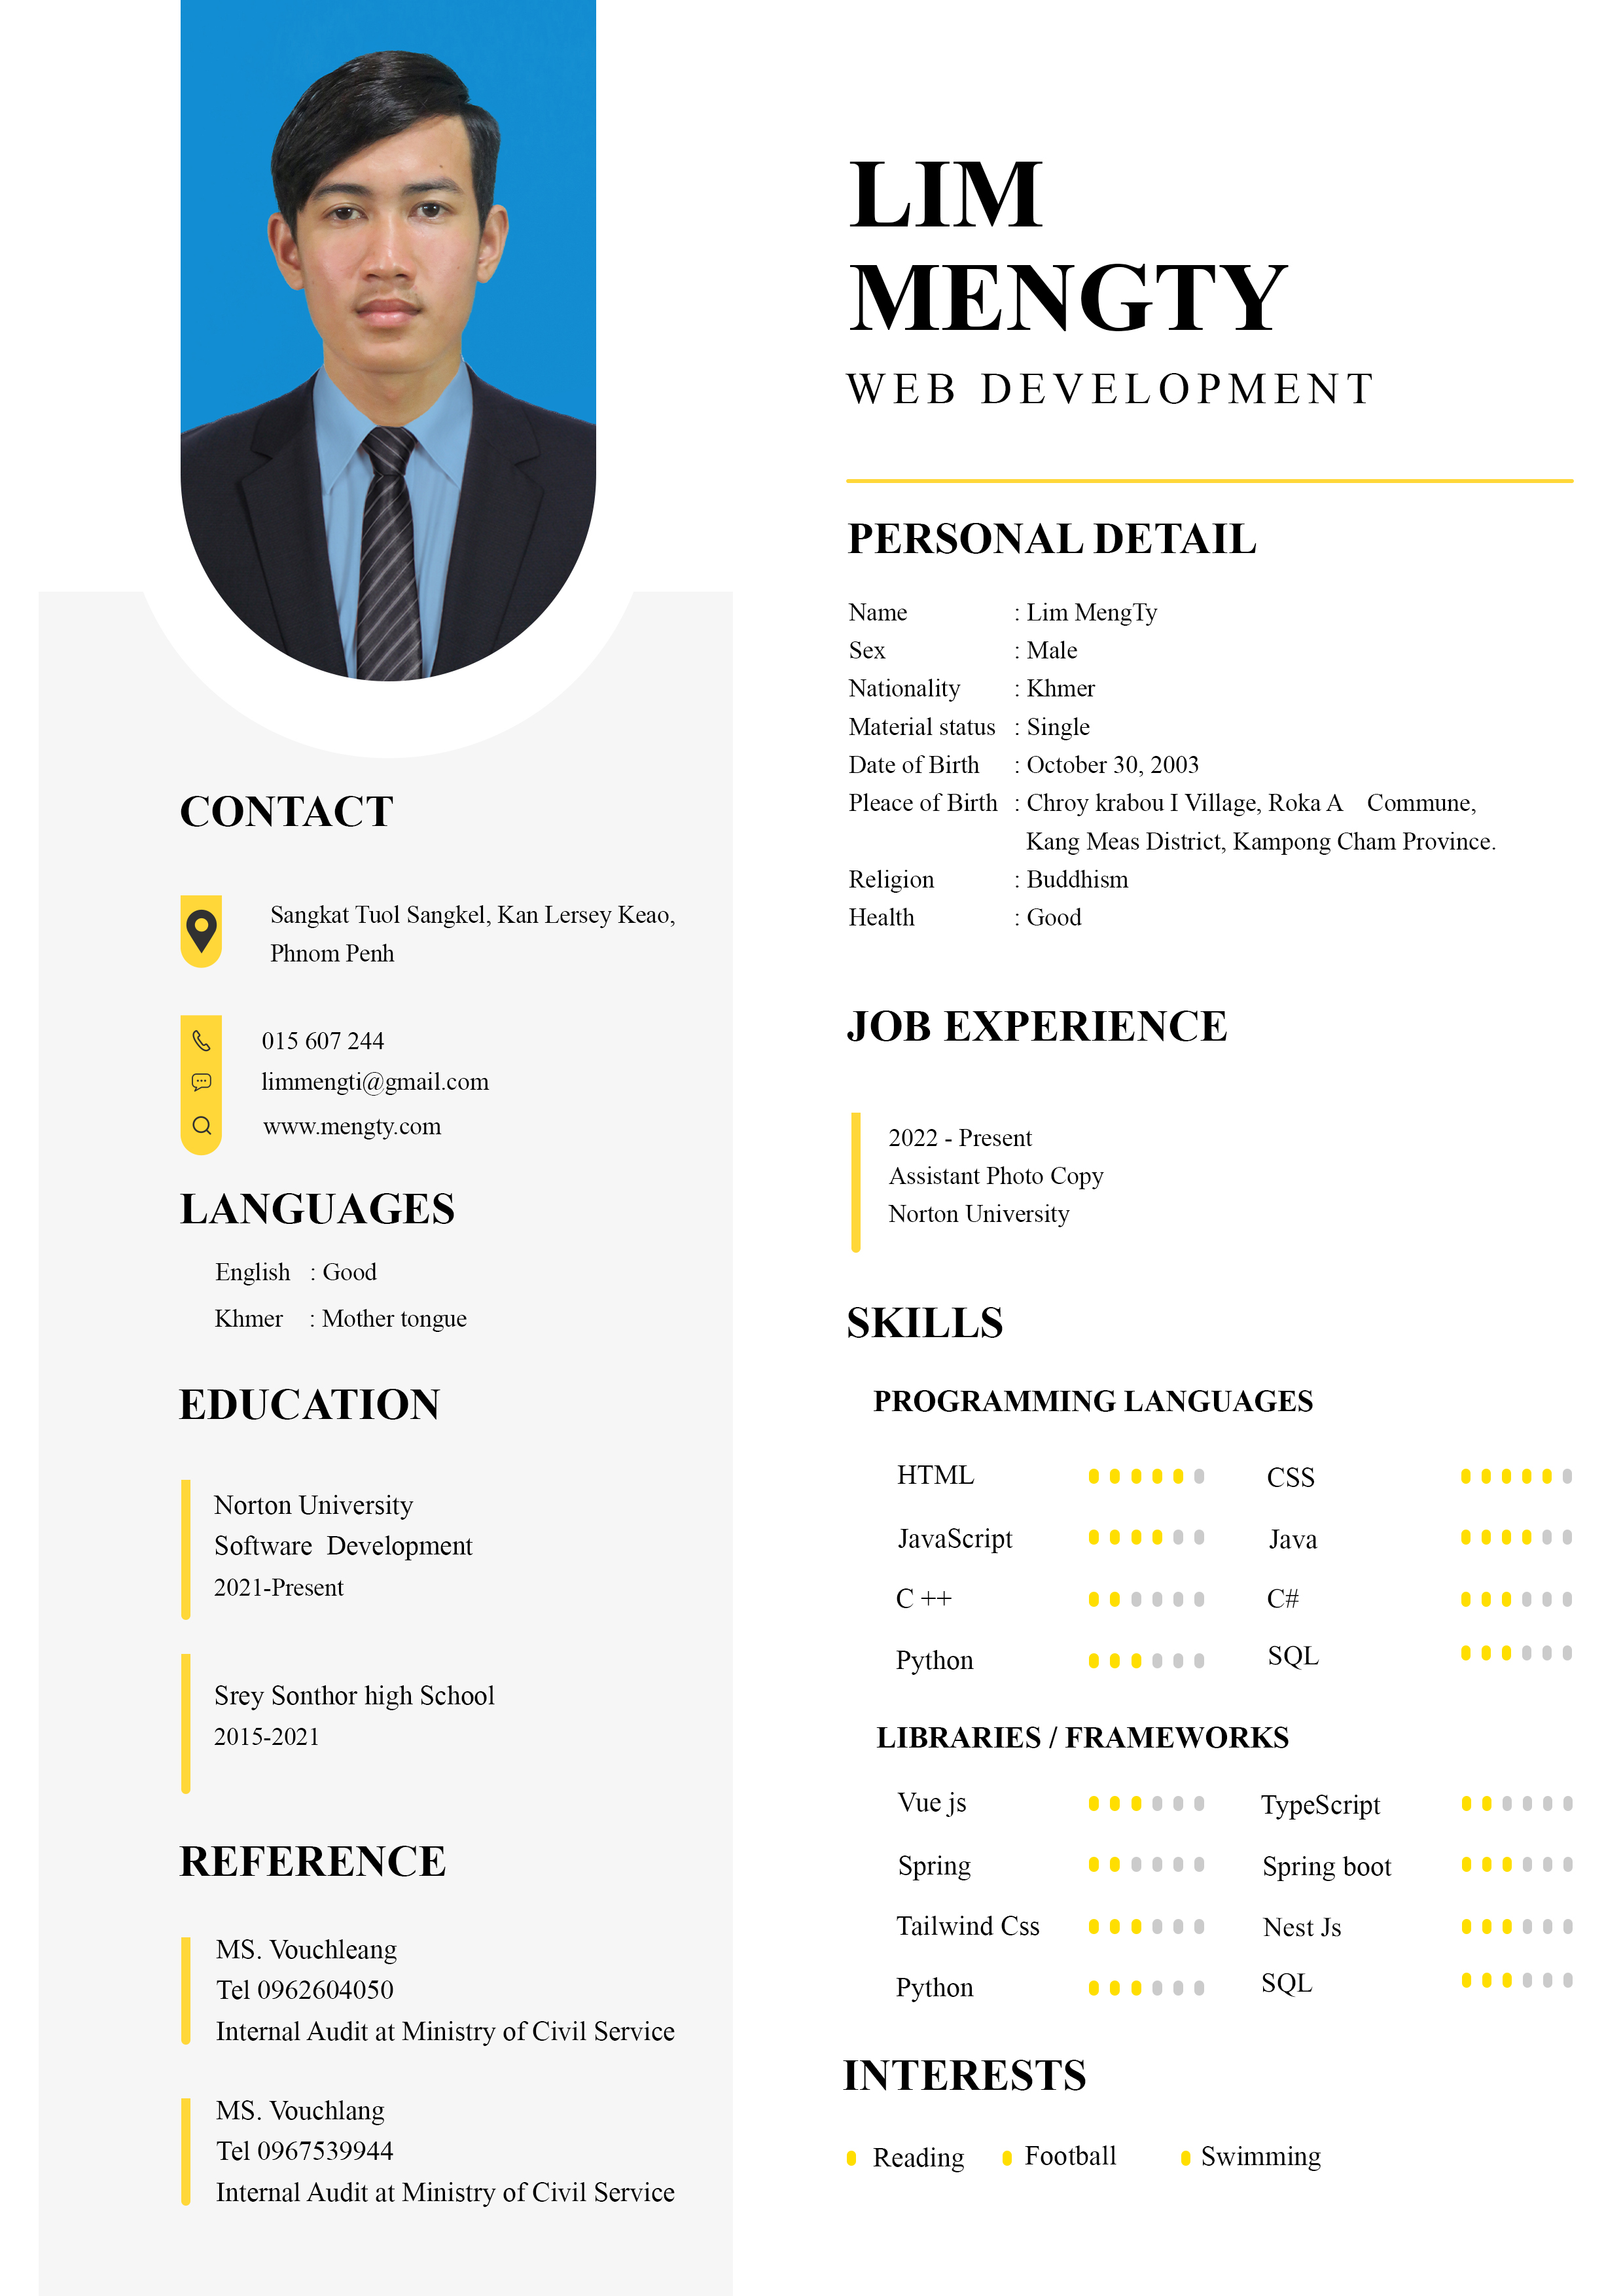 LIM
MENGTY
WEB DEVELOPMENT
PERSONAL DETAIL
Name : Lim MengTy
Sex : Male
Nationality : Khmer
Material status : Single
Date of Birth : October 30, 2003
Pleace of Birth : Chroy krabou I Village, Roka A Commune,
Kang Meas District, Kampong Cham Province.
Religion : Buddhism
Health : Good
JOB EXPERIENCE
2022 - Present
Assistant Photo Copy
Norton University
SKILLS
PROGRAMMING LANGUAGES
HTML CSS
JavaScript Java
C ++ C#
Python SQL
LIBRARIES / FRAMEWORKS
Vue js TypeScript
Spring Spring boot
Tailwind Css Nest Js
Python SQL
INTERESTS
Reading Football Swimming
CONTACT
Sangkat Tuol Sangkel, Kan Lersey Keao,
Phnom Penh
015 607 244
limmengti@gmail.com
www.mengty.com
LANGUAGES
English : Good
Khmer : Mother tongue
EDUCATION
Norton University
Software Development
2021-Present
Srey Sonthor high School
2015-2021
REFERENCE
MS. Vouchleang
Tel 0962604050
Internal Audit at Ministry of Civil Service
MS. Vouchlang
Tel 0967539944
Internal Audit at Ministry of Civil Service